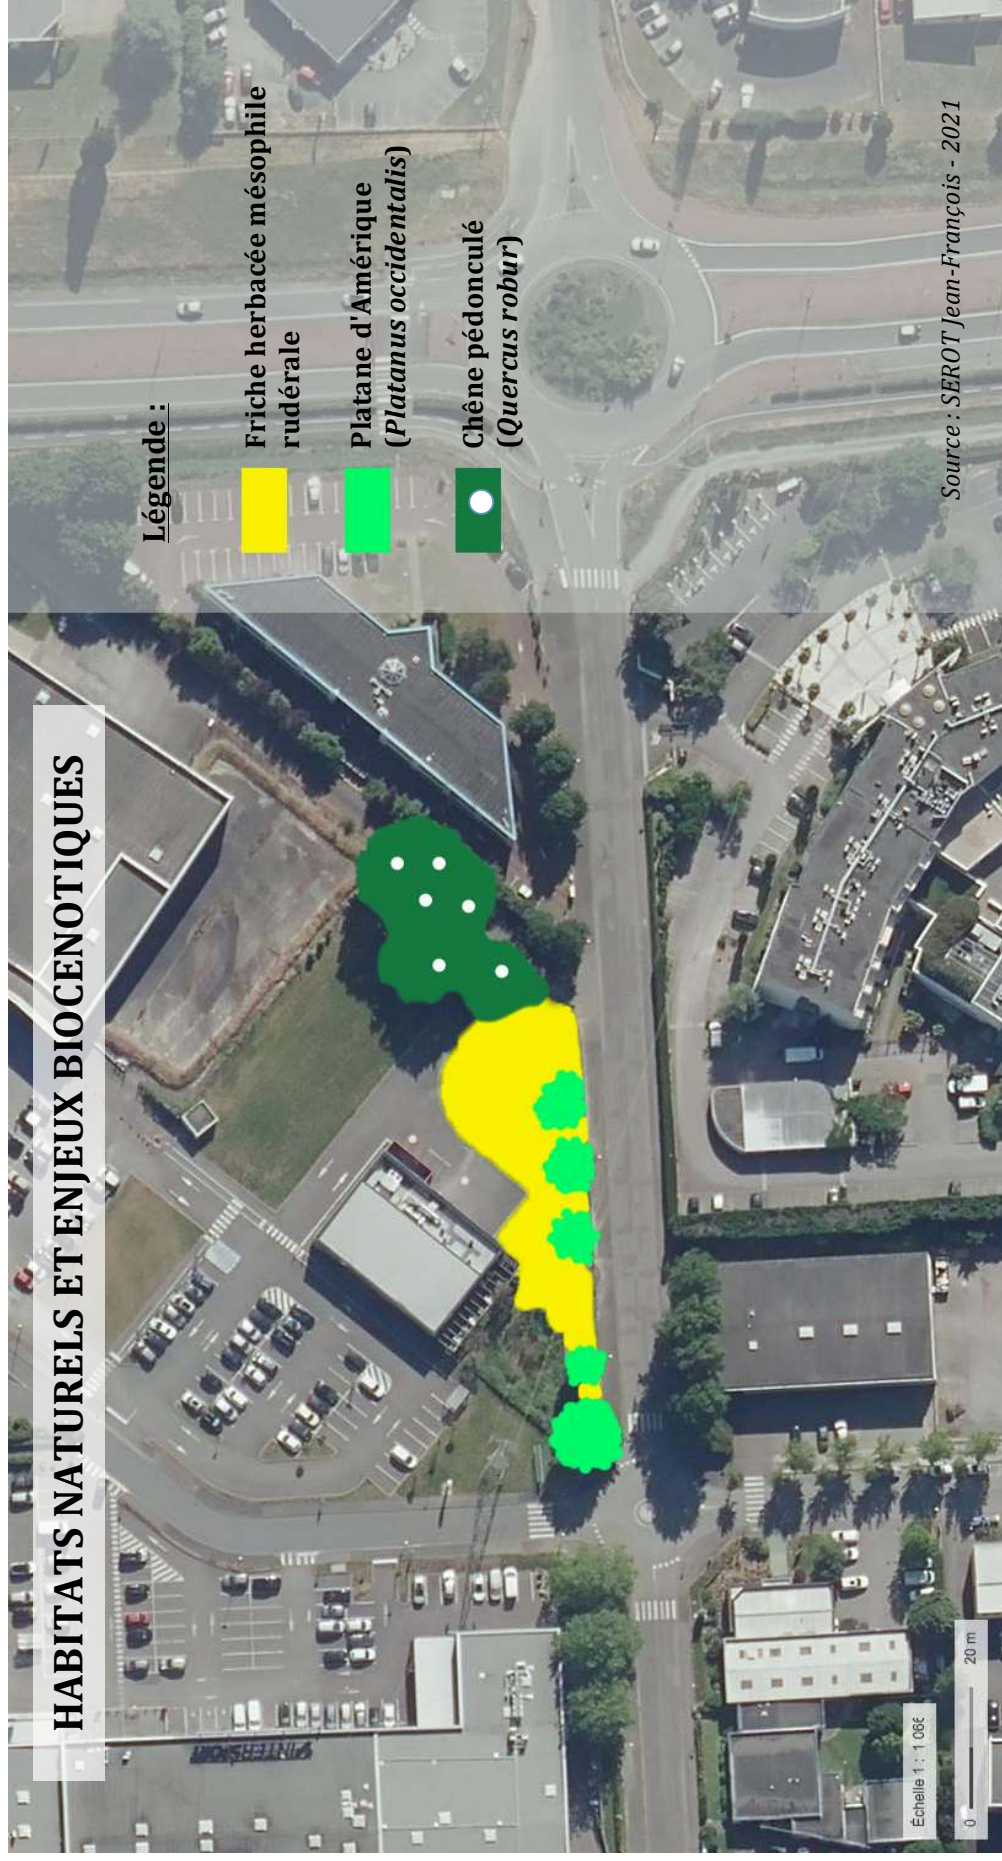 HABITATS NATURELS ET ENJEUX BIOCENOTIQUES
Légende :
Friche herbacée mésophile
rudérale
Platane d'Amérique
(Platanus occidentalis)
Chêne pédonculé
(Quercus robur)
INTERSPORT
Échelle 1 : 1 066
0 20 m
Source : SEROT Jean-François - 2021